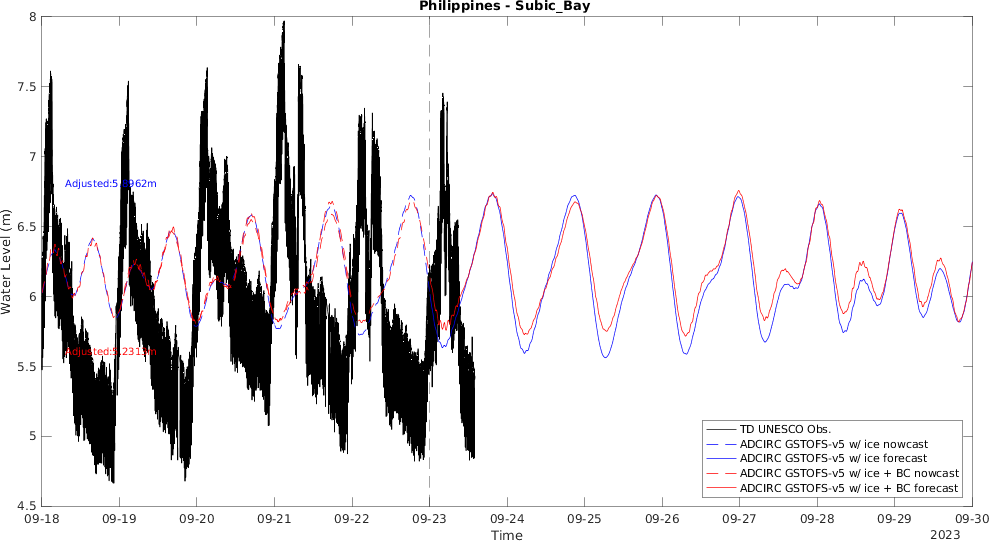 Philippines - Subic_Bay
Water Level (m)
8
7.5
7
6.5
6
5.5
5
4.5
TD UNESCO Obs.
ADCIRC GSTOFS-v5 w/ ice nowcast
ADCIRC GSTOFS-v5 w/ ice forecast
ADCIRC GSTOFS-v5 w/ ice + BC nowcast
ADCIRC GSTOFS-v5 w/ ice + BC forecast
09-18
09-19
09-20
09-21
09-22
09-23
09-24
09-25
09-26
09-27
09-28
09-29
09-30
Time
2023